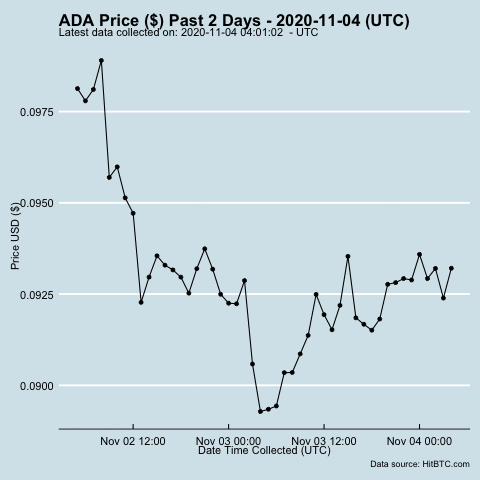 ADA Price ($) Past 2 Days - 2020-11-04 (UTC)
Latest data collected on: 2020-11-04 04:01:02 - UTC
0.0975
0.0950
0.0925
0.0900
Price USD ($)
Nov 02 12:00 Nov 03 00:00 Nov 03 12:00 Nov 04 00:00
Date Time Collected (UTC)
Data source: HitBTC.com